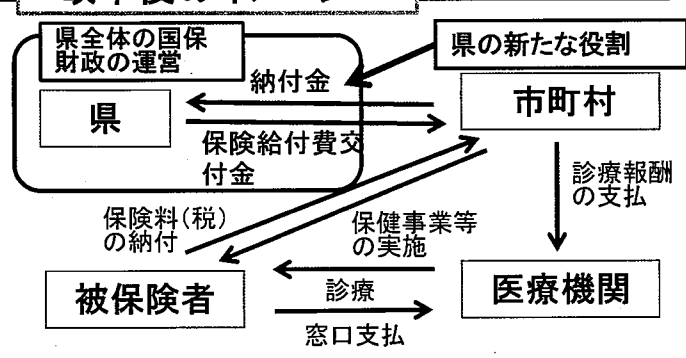 県全体の国保
財政の運営
県の新たな役割
納付金
県
市町村
保険給付費交
付金
診療報酬
の支払
保険料(税)
の納付
保健事業等
の実施
被保険者
診療
医療機関
窓口支払